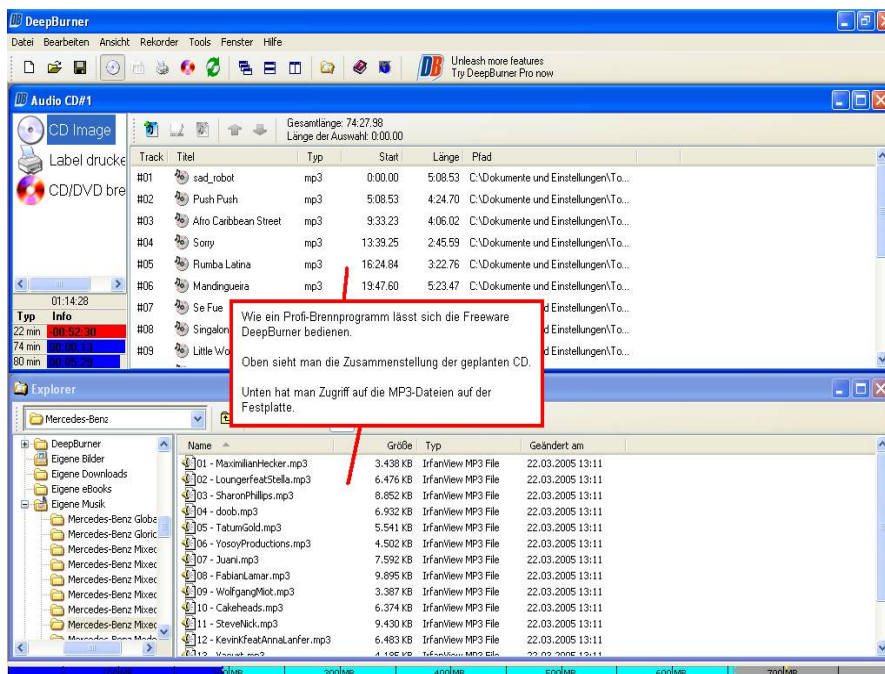 DeepBurner
Datei Bearbeiten Ansicht Rekorder Tools Fenster Hilfe
DB Unleash more features
Try DeepBurner Pro now
Audio CD#1
CD Image
Label drucke
CD/DVD bre
Gesamtlänge: 74:27.98
Länge der Auswahl: 0:00.00
Track Titel Typ Start Länge Pfad
#01 sad_robot mp3 0:00.00 5:08.53 C:\Dokumente und Einstellungen\To...
#02 Push Push mp3 5:08.53 4:24.70 C:\Dokumente und Einstellungen\To...
#03 Afro Caribbean Street mp3 9:33.23 4:06.02 C:\Dokumente und Einstellungen\To...
#04 Sorry mp3 13:39.25 2:45.59 C:\Dokumente und Einstellungen\To...
#05 Rumba Latina mp3 16:24.84 3:22.76 C:\Dokumente und Einstellungen\To...
#06 Mandingueira mp3 19:47.60 5:23.47 C:\Dokumente und Einstellungen\To...
#07 Se Fue d Einstellungen\To...
#08 Singalon d Einstellungen\To...
#09 Little Wo d Einstellungen\To...
01:14:28
Typ Info
22 min -00:52:30
74 min 00:00:13
80 min 00:05:29
Wie ein Profi-Brennprogramm lässt sich die Freeware
DeepBurner bedienen.
Oben sieht man die Zusammenstellung der geplanten CD.
Unten hat man Zugriff auf die MP3-Dateien auf der
Festplatte.
Explorer
Mercedes-Benz
DeepBurner
Eigene Bilder
Eigene Downloads
Eigene eBooks
Eigene Musik
Mercedes-Benz Globa
Mercedes-Benz Gloric
Mercedes-Benz Mixec
Mercedes-Benz Mixec
Mercedes-Benz Mixec
Mercedes-Benz Mixec
Mercedes-Benz Mixec
Mercedes-Benz Mixec
Name Größe Typ Geändert am
01 - MaximilianHecker.mp3 3.438 KB IrfanView MP3 File 22.03.2005 13:11
02 - LoungerfeatStella.mp3 6.476 KB IrfanView MP3 File 22.03.2005 13:11
03 - SharonPhillips.mp3 8.852 KB IrfanView MP3 File 22.03.2005 13:11
04 - doob.mp3 6.932 KB IrfanView MP3 File 22.03.2005 13:11
05 - TatumGold.mp3 5.541 KB IrfanView MP3 File 22.03.2005 13:11
06 - YosoyProductions.mp3 4.502 KB IrfanView MP3 File 22.03.2005 13:11
07 - Juani.mp3 7.592 KB IrfanView MP3 File 22.03.2005 13:11
08 - FabianLamar.mp3 9.895 KB IrfanView MP3 File 22.03.2005 13:11
09 - WolfgangMiot.mp3 3.387 KB IrfanView MP3 File 22.03.2005 13:11
10 - Cakeheads.mp3 6.374 KB IrfanView MP3 File 22.03.2005 13:11
11 - SteveNick.mp3 9.430 KB IrfanView MP3 File 22.03.2005 13:11
12 - KevinKfeatAnnaLanfer.mp3 6.483 KB IrfanView MP3 File 22.03.2005 13:11